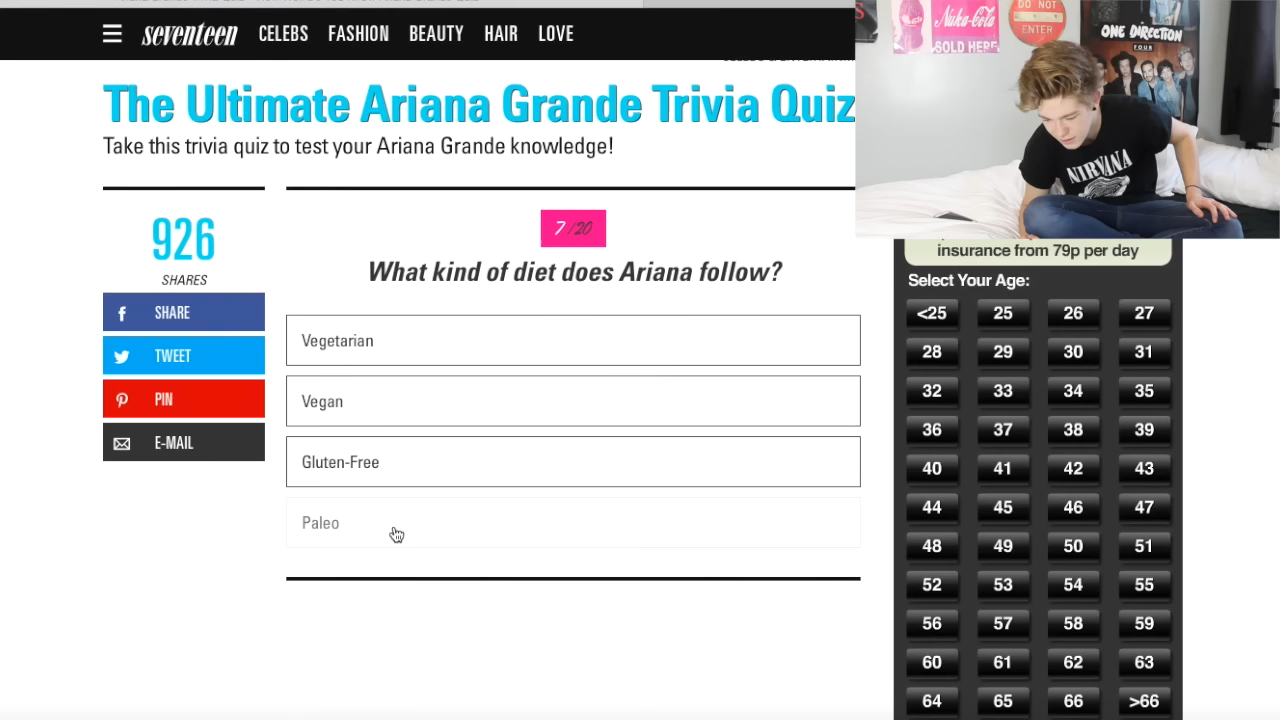 seventeen CELEBS FASHION BEAUTY HAIR LOVE
The Ultimate Ariana Grande Trivia Quiz
Take this trivia quiz to test your Ariana Grande knowledge!
926
SHARES
SHARE
TWEET
PIN
E-MAIL
7/20
What kind of diet does Ariana follow?
Vegetarian
Vegan
Gluten-Free
Paleo
Nuka-Cola
SOLD HERE
DO NOT
ENTER
ONE DIRECTION
FOUR
NIRVANA
insurance from 79p per day
Select Your Age:
<25 25 26 27
28 29 30 31
32 33 34 35
36 37 38 39
40 41 42 43
44 45 46 47
48 49 50 51
52 53 54 55
56 57 58 59
60 61 62 63
64 65 66 >66